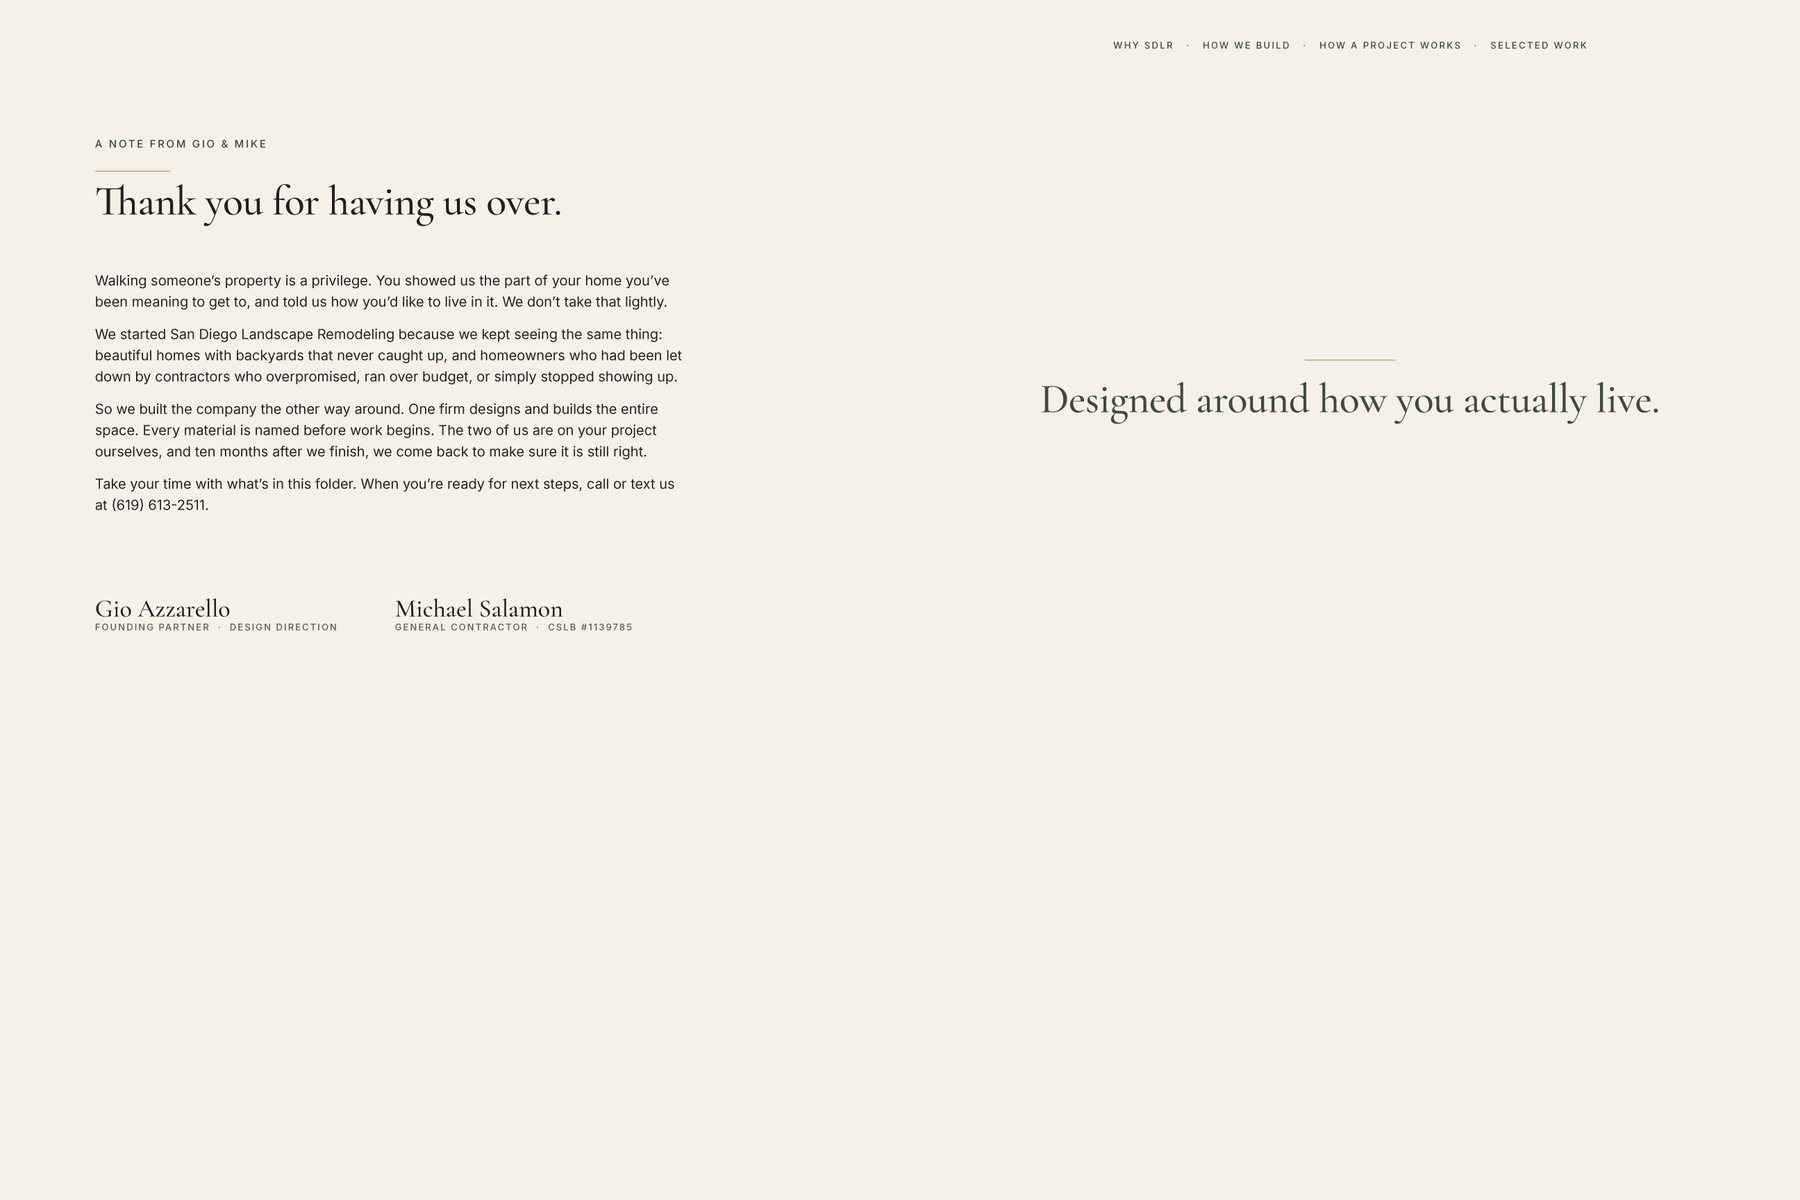 WHY SDLR · HOW WE BUILD · HOW A PROJECT WORKS · SELECTED WORK
A NOTE FROM GIO & MIKE
Thank you for having us over.
Walking someone’s property is a privilege. You showed us the part of your home you’ve
been meaning to get to, and told us how you’d like to live in it. We don’t take that lightly.
We started San Diego Landscape Remodeling because we kept seeing the same thing:
beautiful homes with backyards that never caught up, and homeowners who had been let
down by contractors who overpromised, ran over budget, or simply stopped showing up.
So we built the company the other way around. One firm designs and builds the entire
space. Every material is named before work begins. The two of us are on your project
ourselves, and ten months after we finish, we come back to make sure it is still right.
Take your time with what’s in this folder. When you’re ready for next steps, call or text us
at (619) 613-2511.
Gio Azzarello
FOUNDING PARTNER · DESIGN DIRECTION
Michael Salamon
GENERAL CONTRACTOR · CSLB #1139785
Designed around how you actually live.